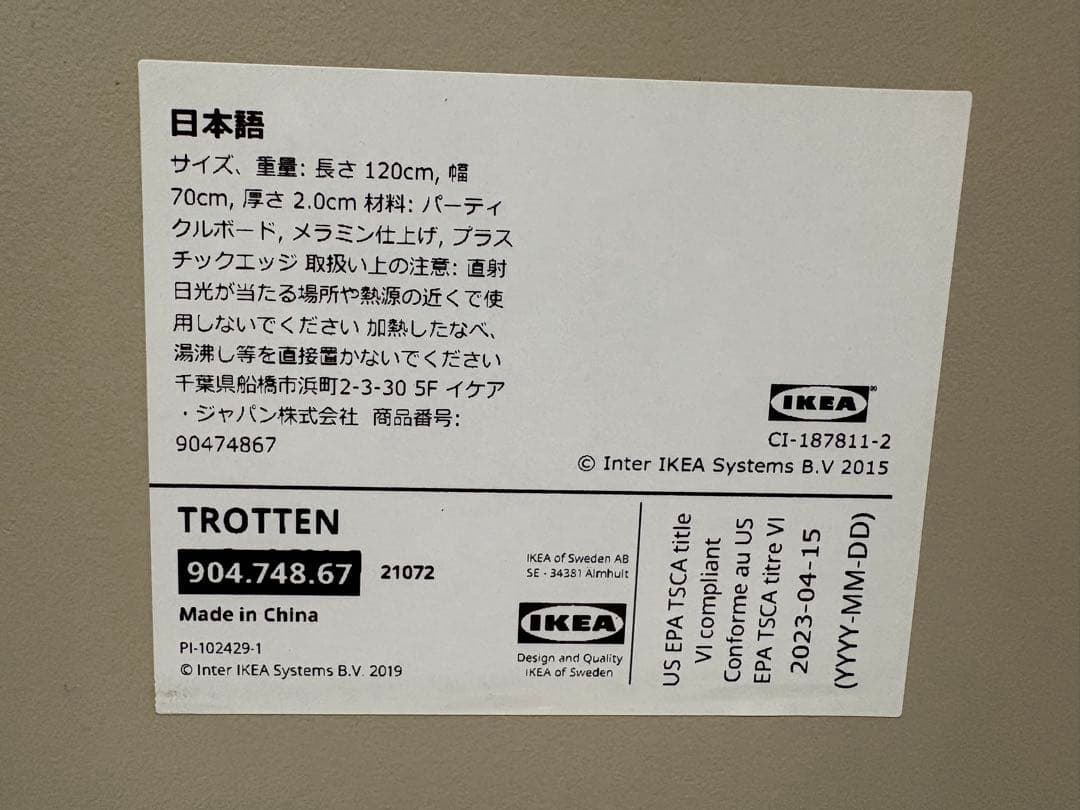 日本語
サイズ、重量: 長さ 120cm, 幅
70cm, 厚さ 2.0cm 材料: パーティ
クルボード, メラミン仕上げ, プラス
チックエッジ 取扱い上の注意: 直射
日光が当たる場所や熱源の近くで使
用しないでください 加熱したなべ、
湯沸し等を直接置かないでください
千葉県船橋市浜町2-3-30 5F イケア
・ジャパン株式会社 商品番号:
90474867
IKEA®
CI-187811-2
© Inter IKEA Systems B.V 2015
TROTTEN
904.748.67 21072
Made in China
PI-102429-1
© Inter IKEA Systems B.V. 2019
IKEA of Sweden AB
SE - 34381 Almhult
IKEA
Design and Quality
IKEA of Sweden
US EPA TSCA title
VI compliant
Conforme au US
EPA TSCA titre VI
2023-04-15
(YYYY-MM-DD)